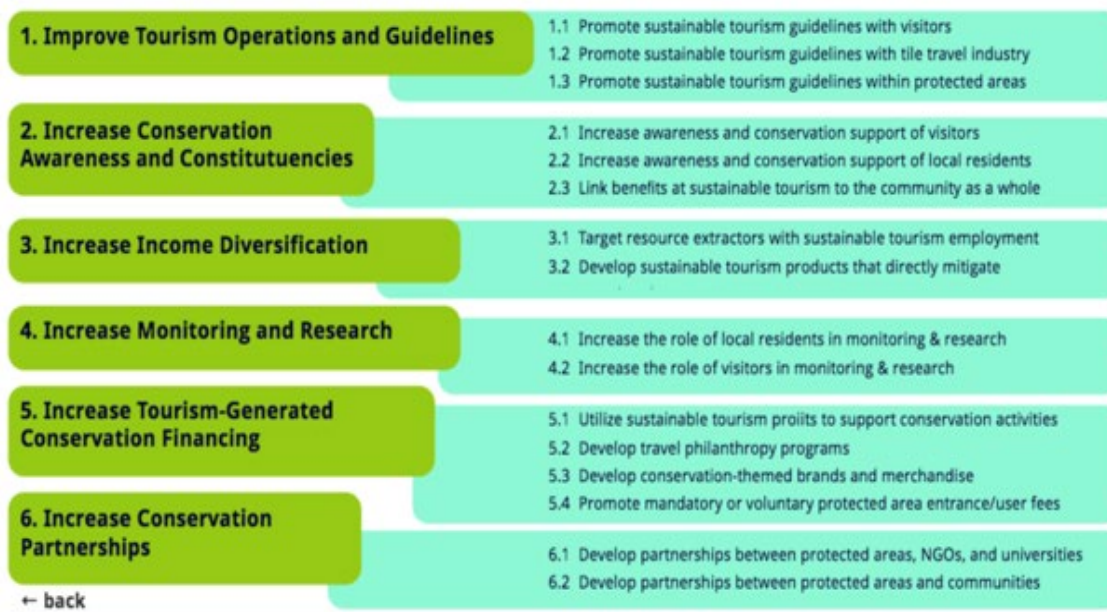 1. Improve Tourism Operations and Guidelines
1.1 Promote sustainable tourism guidelines with visitors
1.2 Promote sustainable tourism guidelines with tile travel industry
1.3 Promote sustainable tourism guidelines within protected areas
2. Increase Conservation
Awareness and Constitutuencies
2.1 Increase awareness and conservation support of visitors
2.2 Increase awareness and conservation support of local residents
2.3 Link benefits at sustainable tourism to the community as a whole
3. Increase Income Diversification
3.1 Target resource extractors with sustainable tourism employment
3.2 Develop sustainable tourism products that directly mitigate
4. Increase Monitoring and Research
4.1 Increase the role of local residents in monitoring & research
4.2 Increase the role of visitors in monitoring & research
5. Increase Tourism-Generated
Conservation Financing
5.1 Utilize sustainable tourism proiits to support conservation activities
5.2 Develop travel philanthropy programs
5.3 Develop conservation-themed brands and merchandise
5.4 Promote mandatory or voluntary protected area entrance/user fees
6. Increase Conservation
Partnerships
6.1 Develop partnerships between protected areas, NGOs, and universities
6.2 Develop partnerships between protected areas and communities
← back